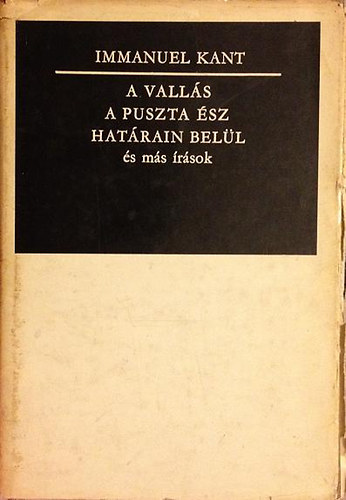 IMMANUEL KANT
A VALLÁS
A PUSZTA ÉSZ
HATÁRAIN BELÜL
és más írások